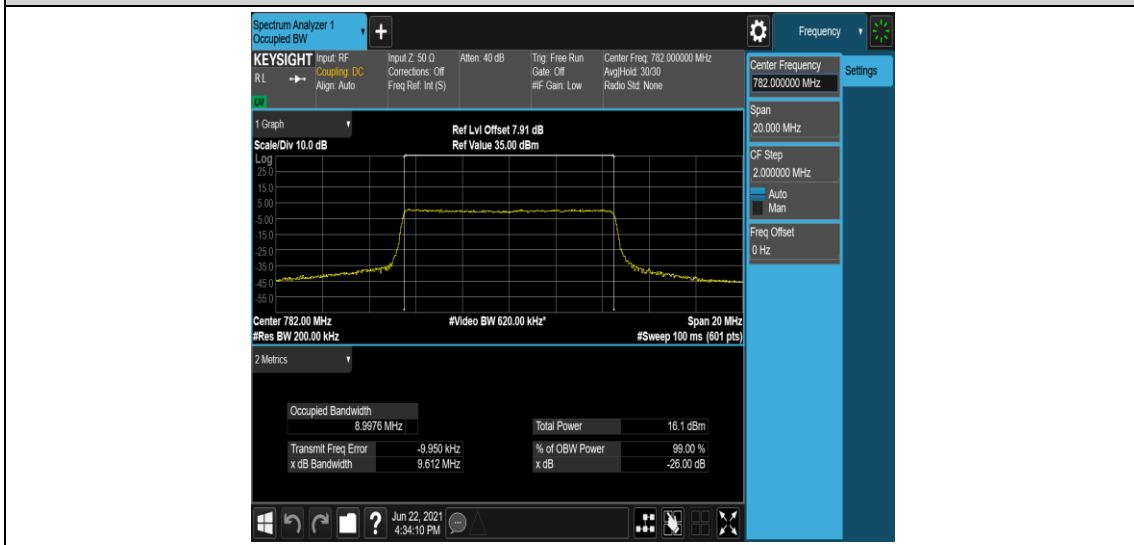 Spectrum Analyzer 1
Occupied BW
+
Frequency
KEYSIGHT
RL
Input: RF
Coupling: DC
Align: Auto
Input Z: 50 Ω
Corrections: Off
Freq Ref: Int (S)
Atten: 40 dB
Trig: Free Run
Gate: Off
#IF Gain: Low
Center Freq: 782.000000 MHz
Avg|Hold: 30/30
Radio Std: None
Center Frequency
782.000000 MHz
Settings
Span
20.000 MHz
CF Step
2.000000 MHz
Auto
Man
Freq Offset
0 Hz
1 Graph
Scale/Div 10.0 dB
Ref Lvl Offset 7.91 dB
Ref Value 35.00 dBm
Log
25.0
15.0
5.00
-5.00
-15.0
-25.0
-35.0
-45.0
-55.0
Center 782.00 MHz
#Video BW 620.00 kHz*
Span 20 MHz
#Res BW 200.00 kHz
#Sweep 100 ms (601 pts)
2 Metrics
Occupied Bandwidth
8.9976 MHz
Total Power 16.1 dBm
Transmit Freq Error -9.950 kHz
% of OBW Power 99.00 %
x dB Bandwidth 9.612 MHz
x dB -26.00 dB
?
Jun 22, 2021
4:34:10 PM